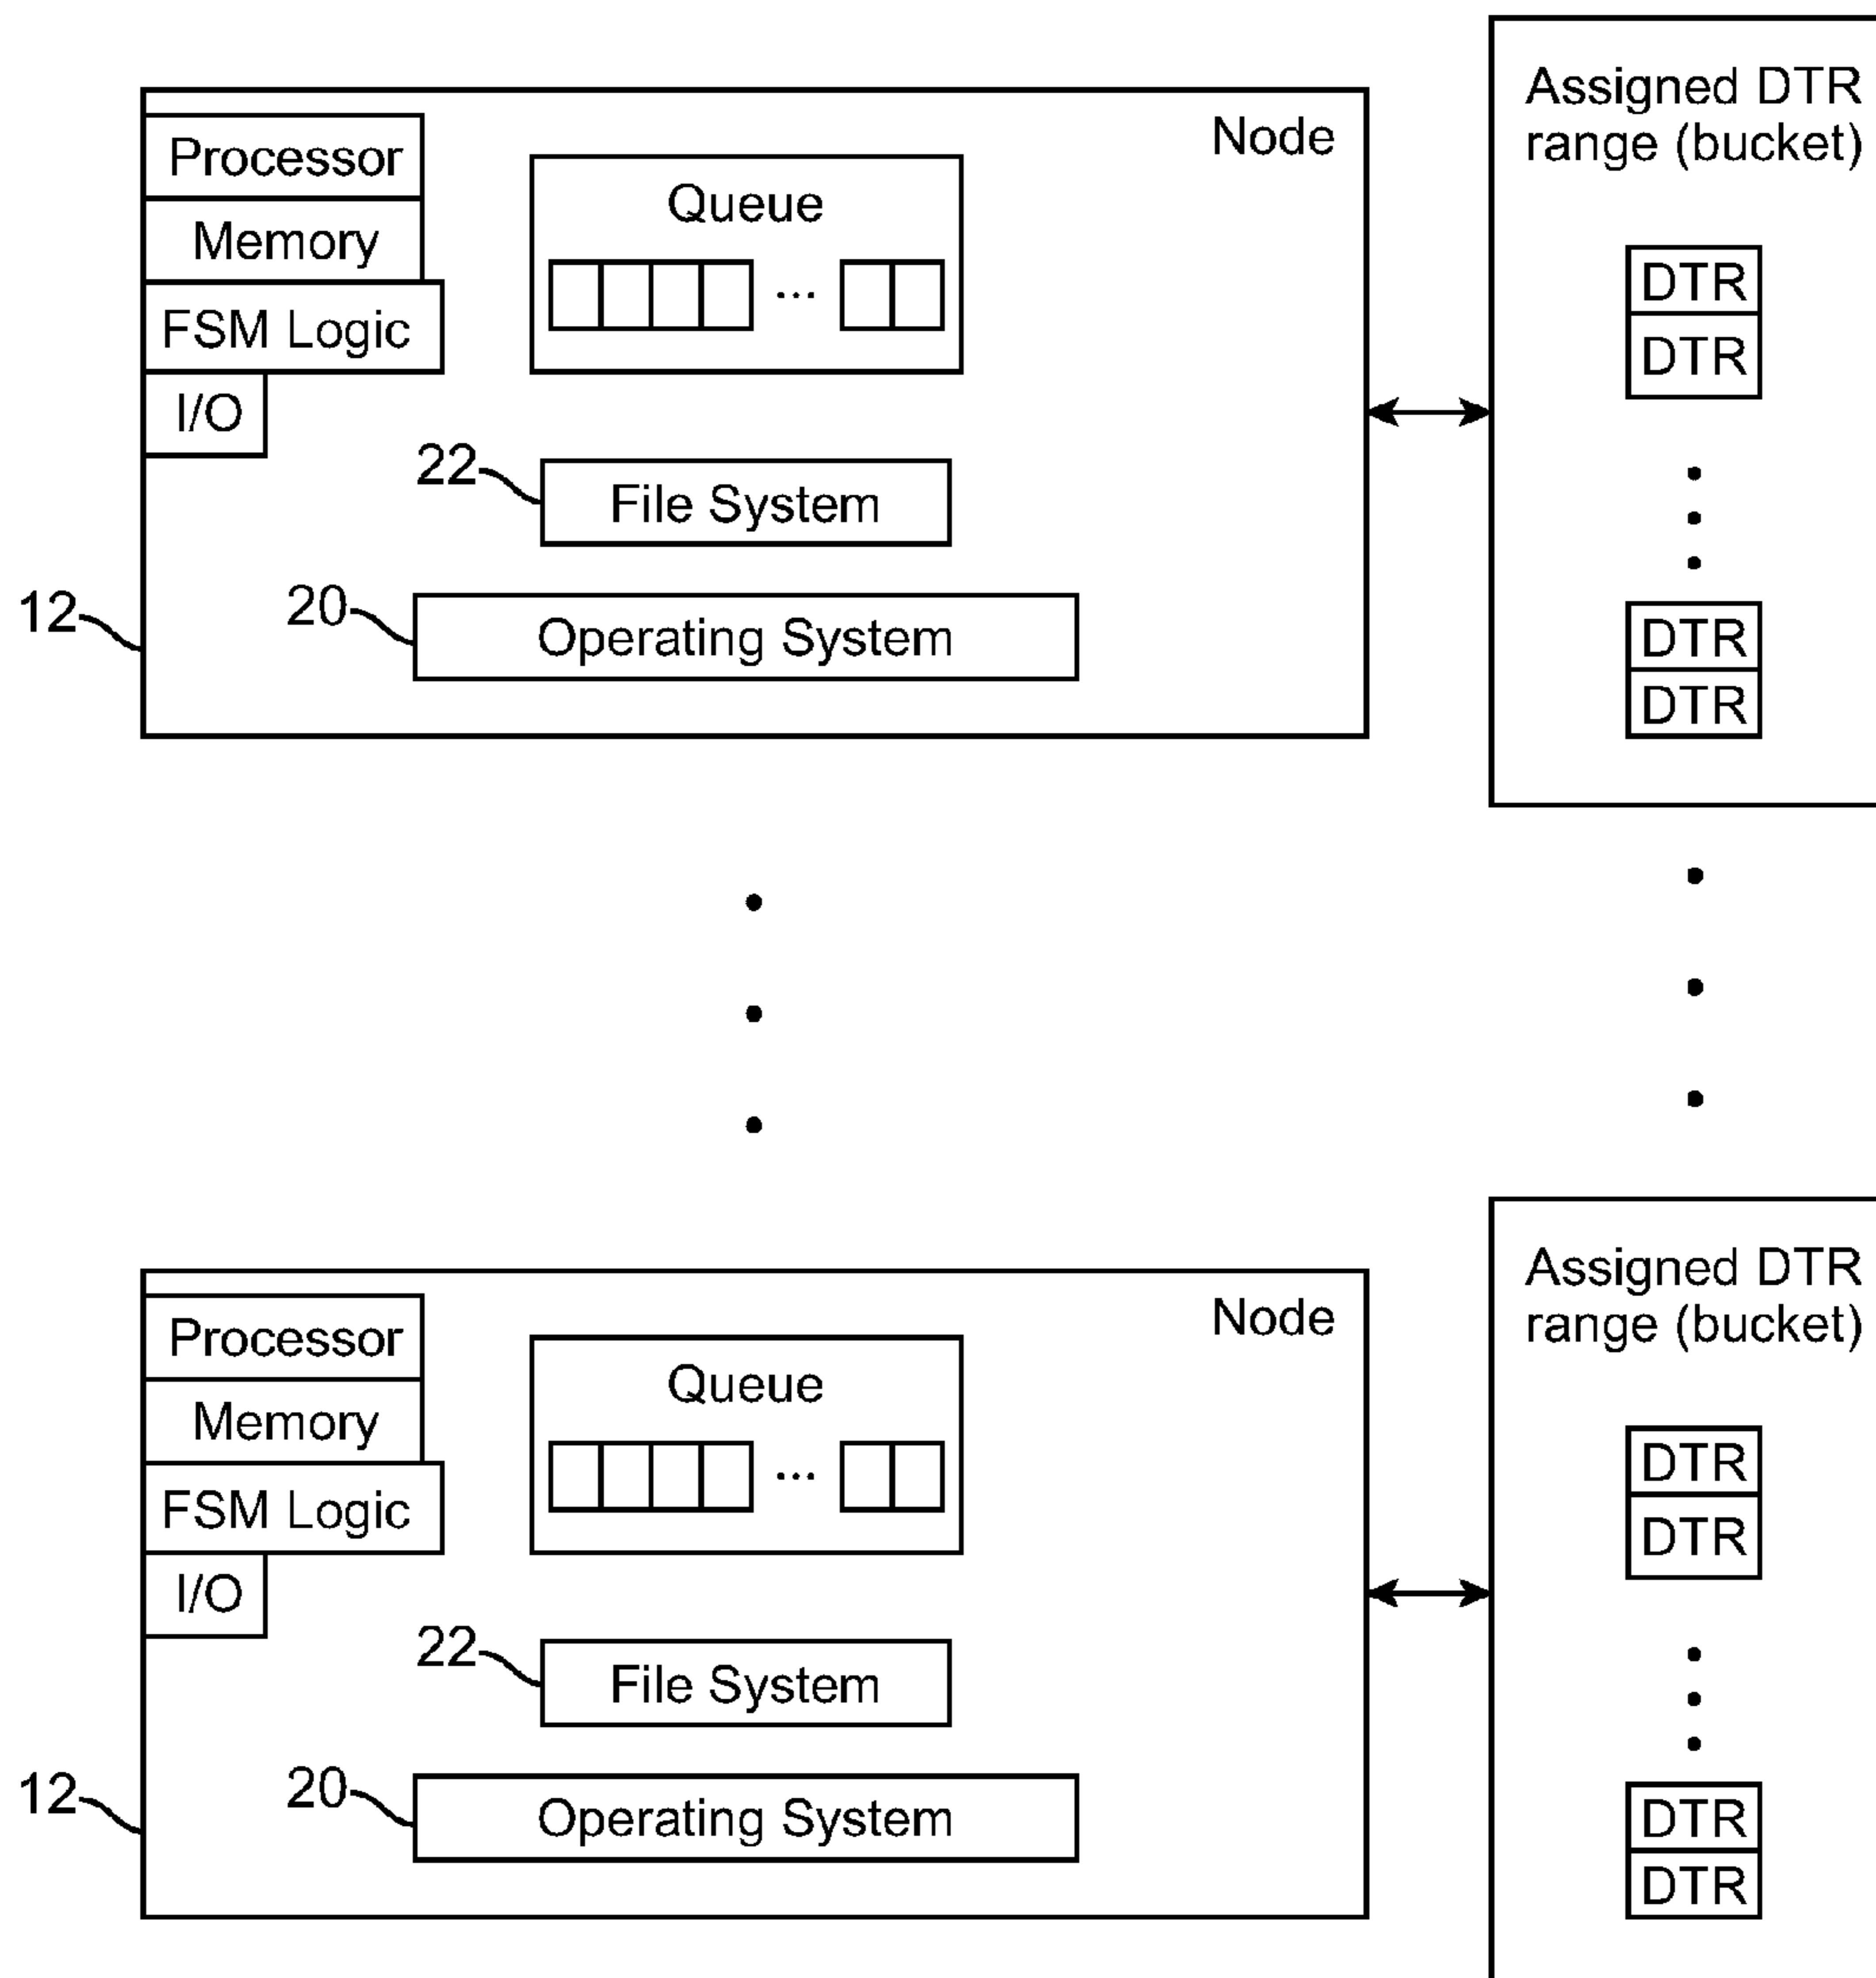 Assigned DTR
range (bucket)
Node
Processor
Memory
FSM Logic
I/O
Queue
...
DTR
DTR
22
File System
12
20
Operating System
DTR
DTR
Assigned DTR
range (bucket)
Node
Processor
Memory
FSM Logic
I/O
Queue
...
DTR
DTR
22
File System
12
20
Operating System
DTR
DTR